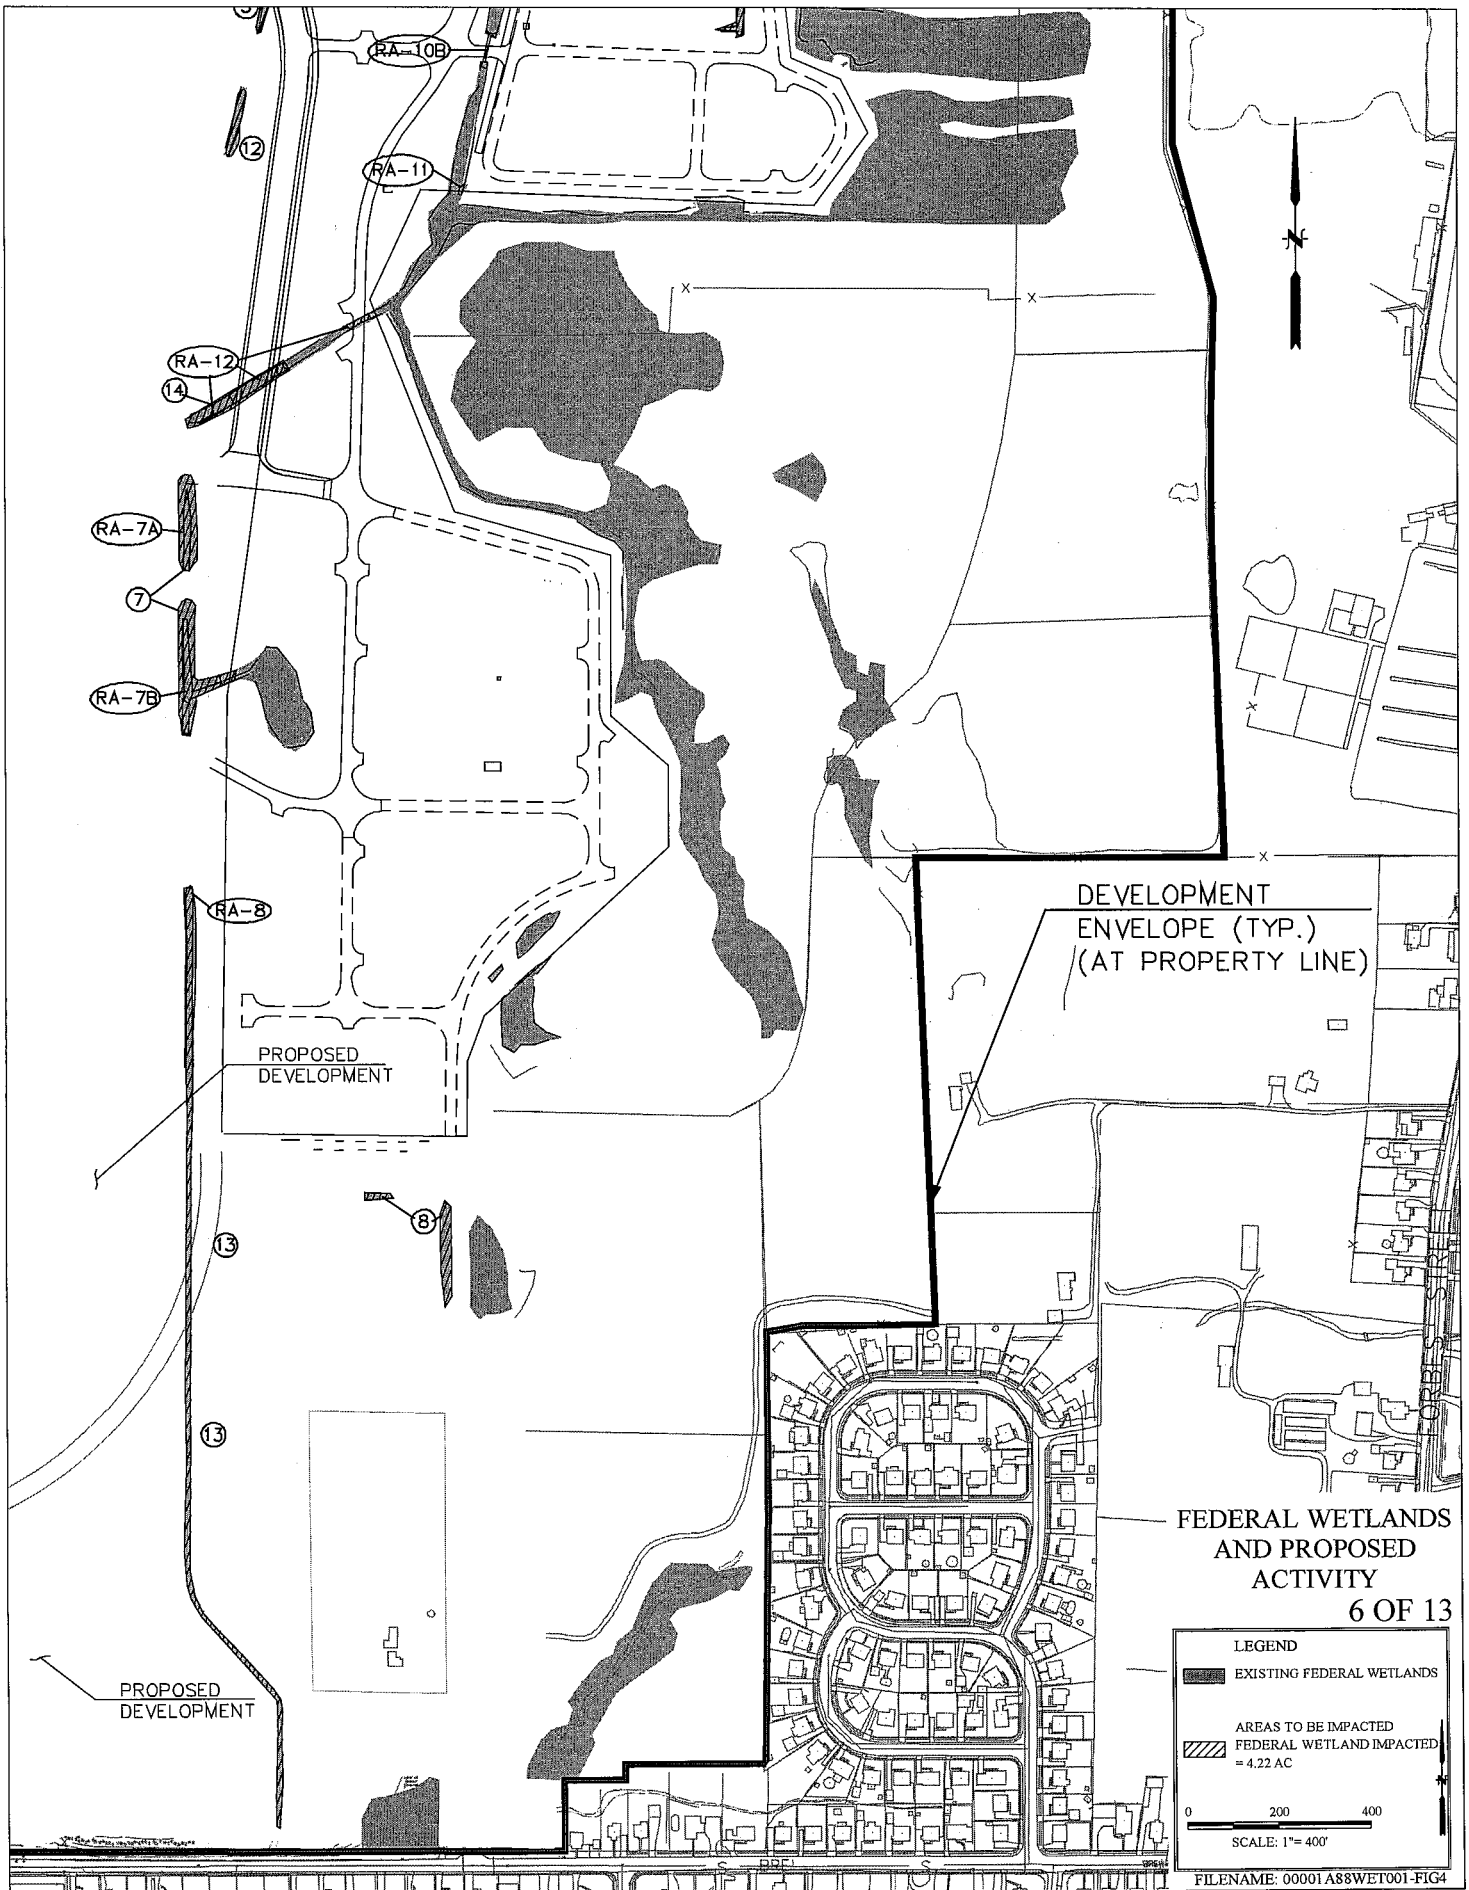 RA-10B
12
RA-11
X
X
N
RA-12
14
RA-7A
7
RA-7B
X
X
RA-8
DEVELOPMENT
ENVELOPE (TYP.)
(AT PROPERTY LINE)
PROPOSED
DEVELOPMENT
8
13
X
13
FEDERAL WETLANDS
AND PROPOSED
ACTIVITY
6 OF 13
LEGEND
EXISTING FEDERAL WETLANDS
AREAS TO BE IMPACTED
FEDERAL WETLAND IMPACTED
= 4.22 AC
PROPOSED
DEVELOPMENT
0 200 400
SCALE: 1"= 400'
FILENAME: 00001A88WET001-FIG4